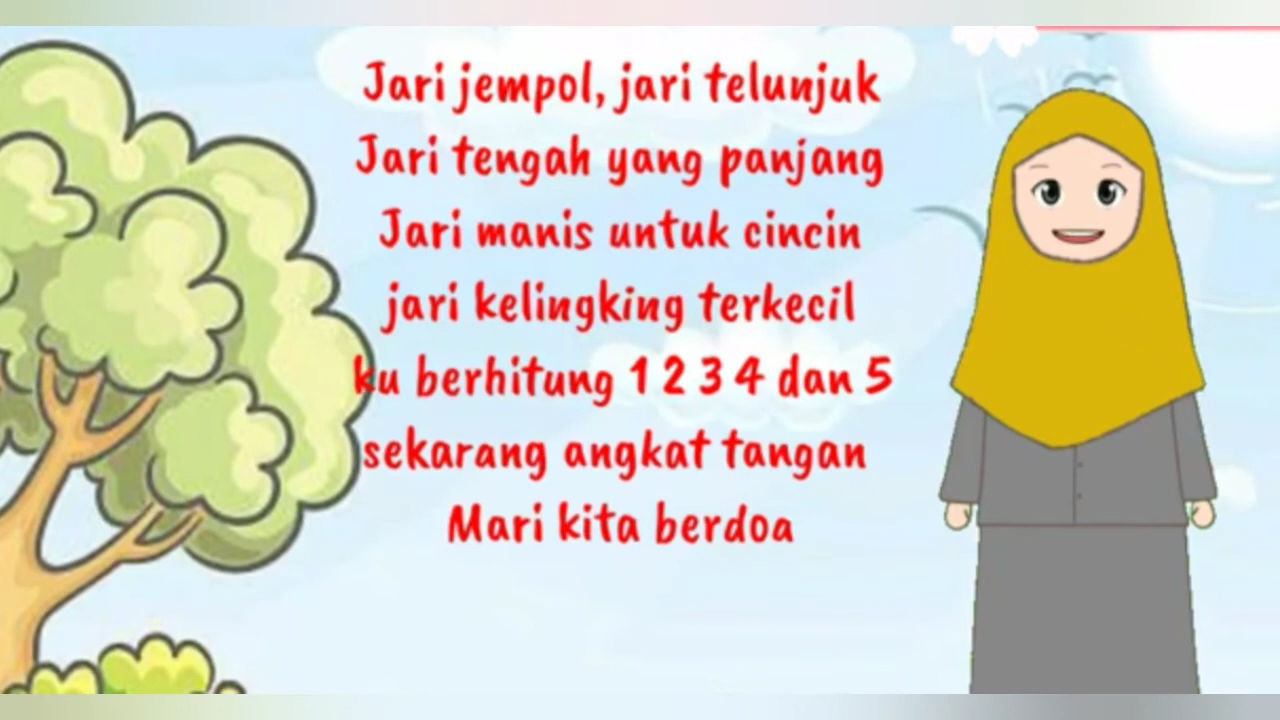 Jari jempol, jari telunjuk
Jari tengah yang panjang
Jari manis untuk cincin
jari kelingking terkecil
ku berhitung 1 2 3 4 dan 5
sekarang angkat tangan
Mari kita berdoa